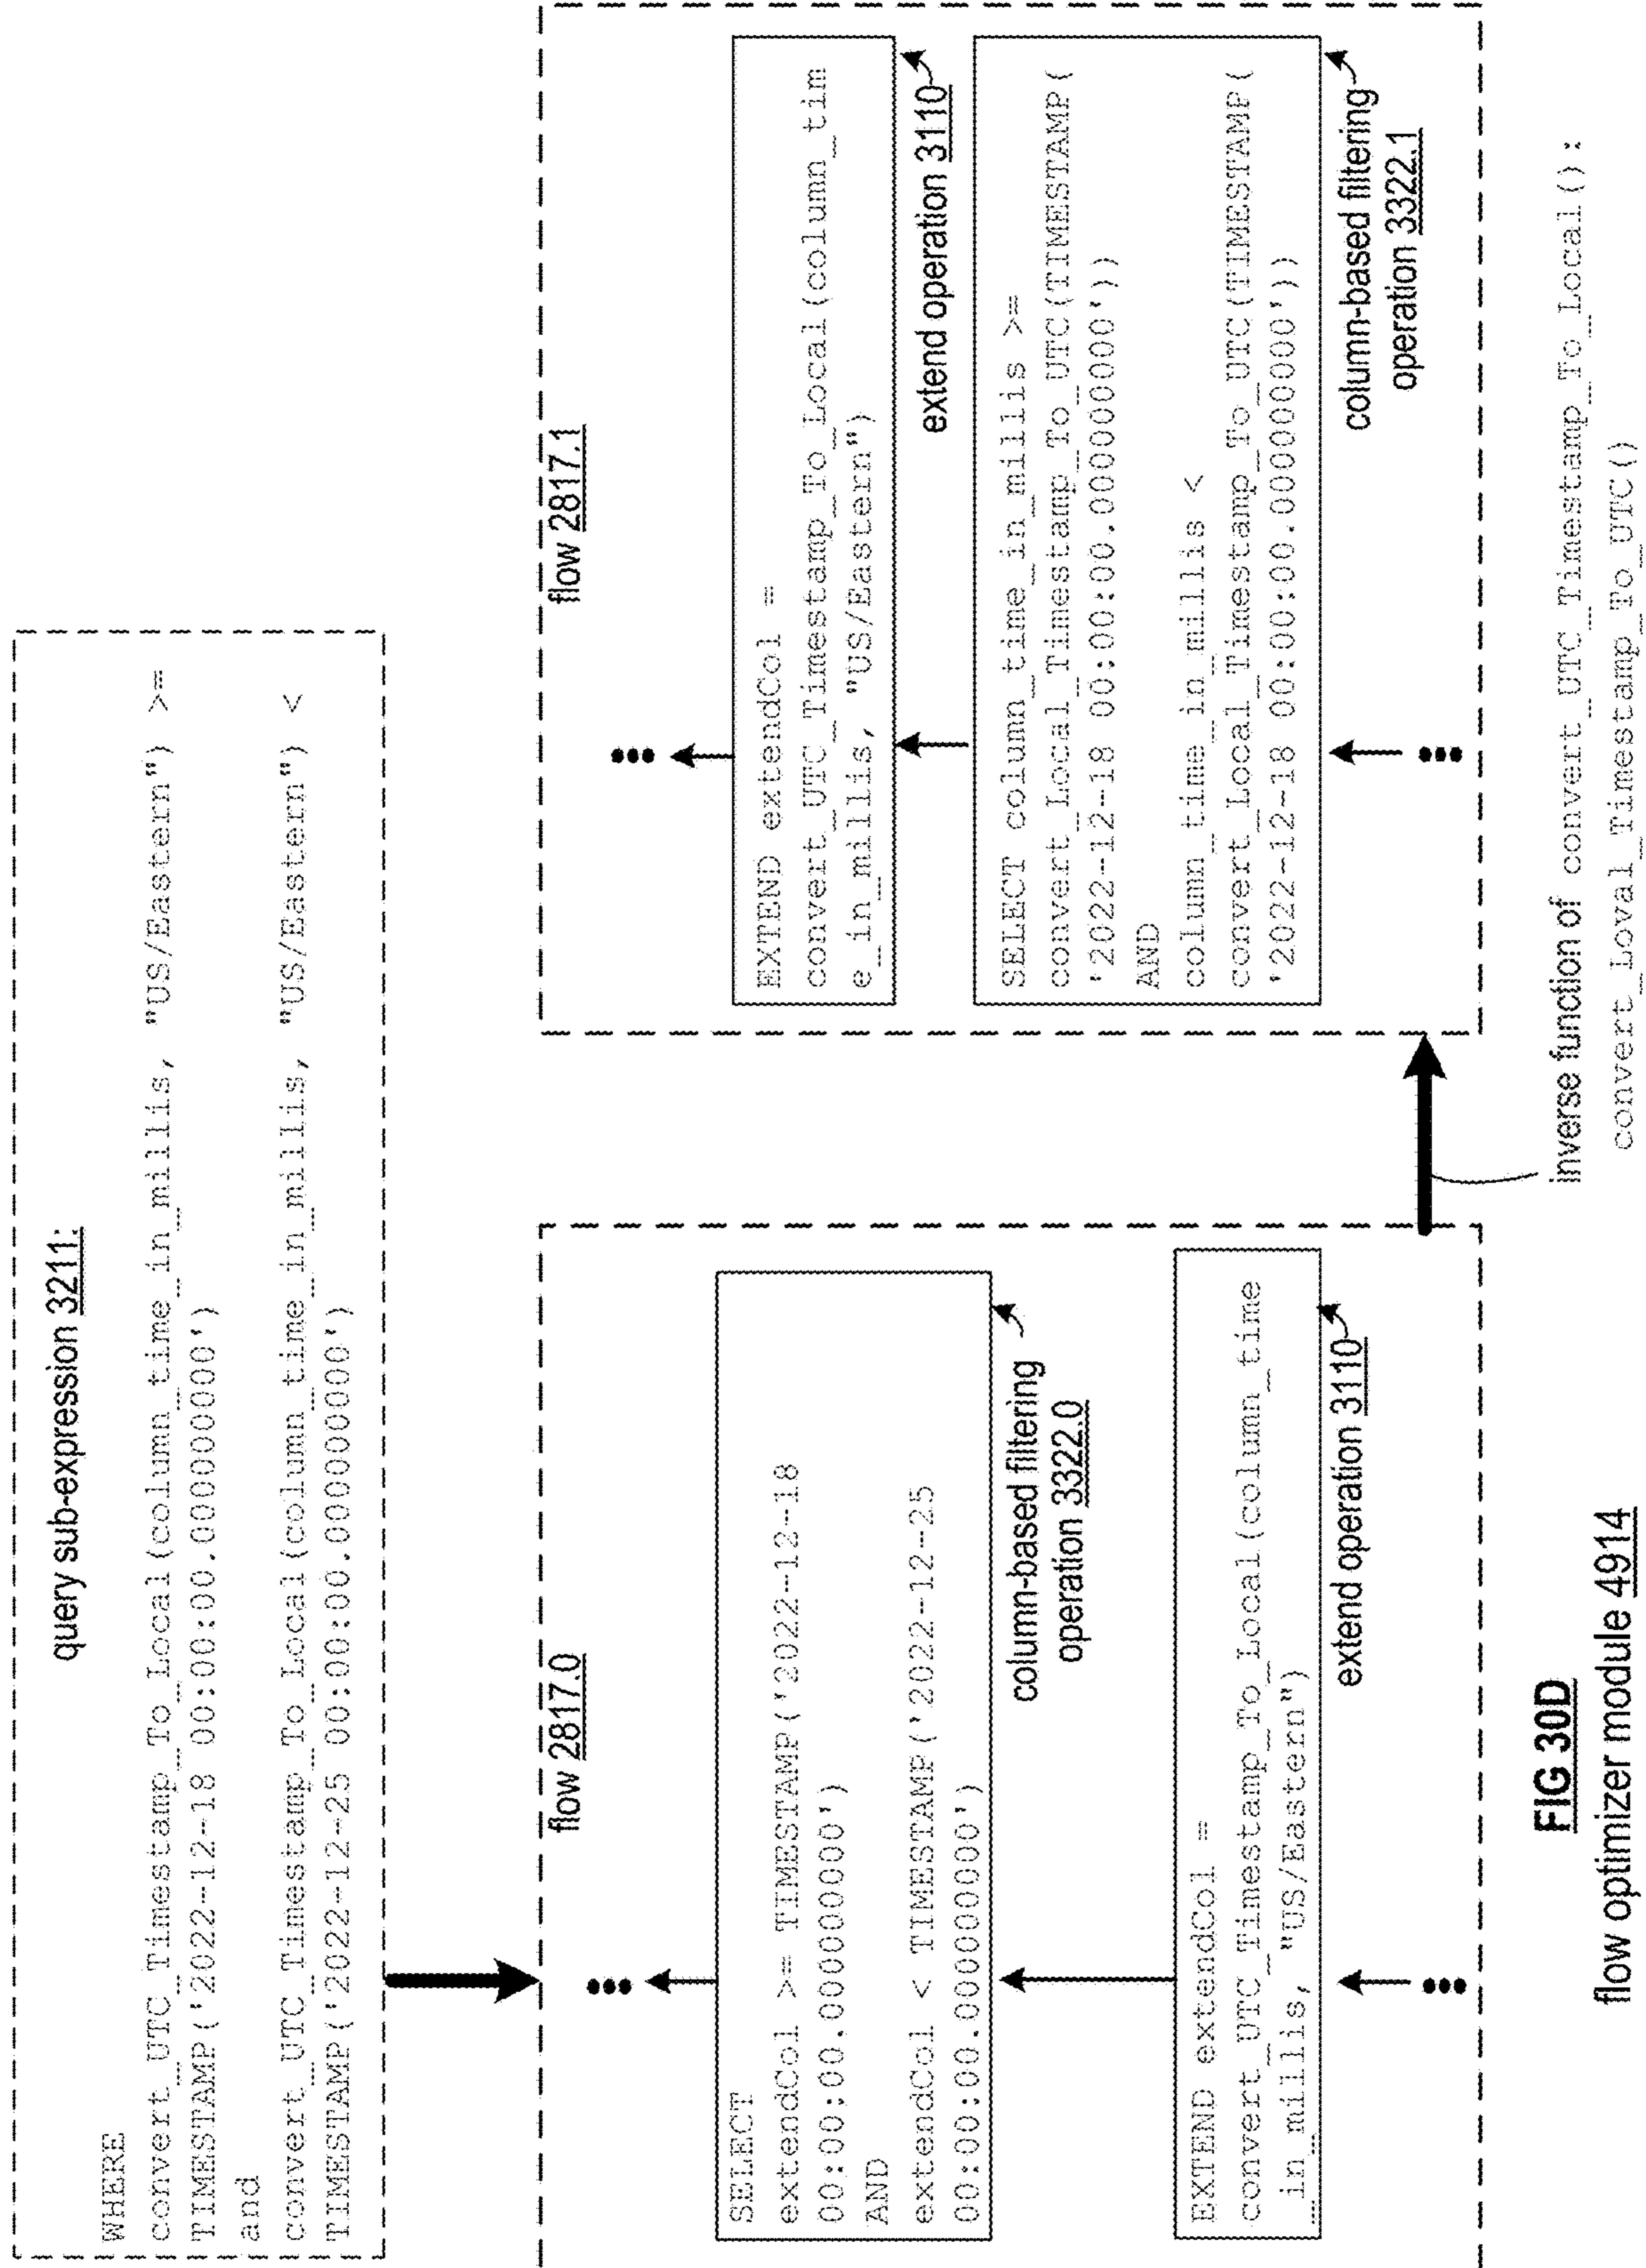 query sub-expression 3211:
WHERE
convert_UTC_Timestamp_To_Local(column_time_in_millis, "US/Eastern") >=
TIMESTAMP('2022-12-18 00:00:00.000000000')
and
convert_UTC_Timestamp_To_Local(column_time_in_millis, "US/Eastern") <
TIMESTAMP('2022-12-25 00:00:00.000000000')
flow 2817.0
SELECT
extendCol >= TIMESTAMP('2022-12-18
00:00:00.000000000')
AND
extendCol < TIMESTAMP('2022-12-25
00:00:00.000000000')
column-based filtering
operation 3322.0
EXTEND extendCol =
convert_UTC_Timestamp_To_Local(column_time
_in_millis, "US/Eastern")
extend operation 3110
flow 2817.1
EXTEND extendCol =
convert_UTC_Timestamp_To_Local(column_tim
e_in_millis, "US/Eastern")
extend operation 3110
SELECT column_time_in_millis >=
convert_Local_Timestamp_To_UTC(TIMESTAMP(
'2022-12-18 00:00:00.000000000'))
AND
column_time_in_millis <
convert_Local_Timestamp_To_UTC(TIMESTAMP(
'2022-12-18 00:00:00.000000000'))
column-based filtering
operation 3322.1
inverse function of convert_UTC_Timestamp_To_Local():
convert_Loval_Timestamp_To_UTC()
FIG 30D
flow optimizer module 4914